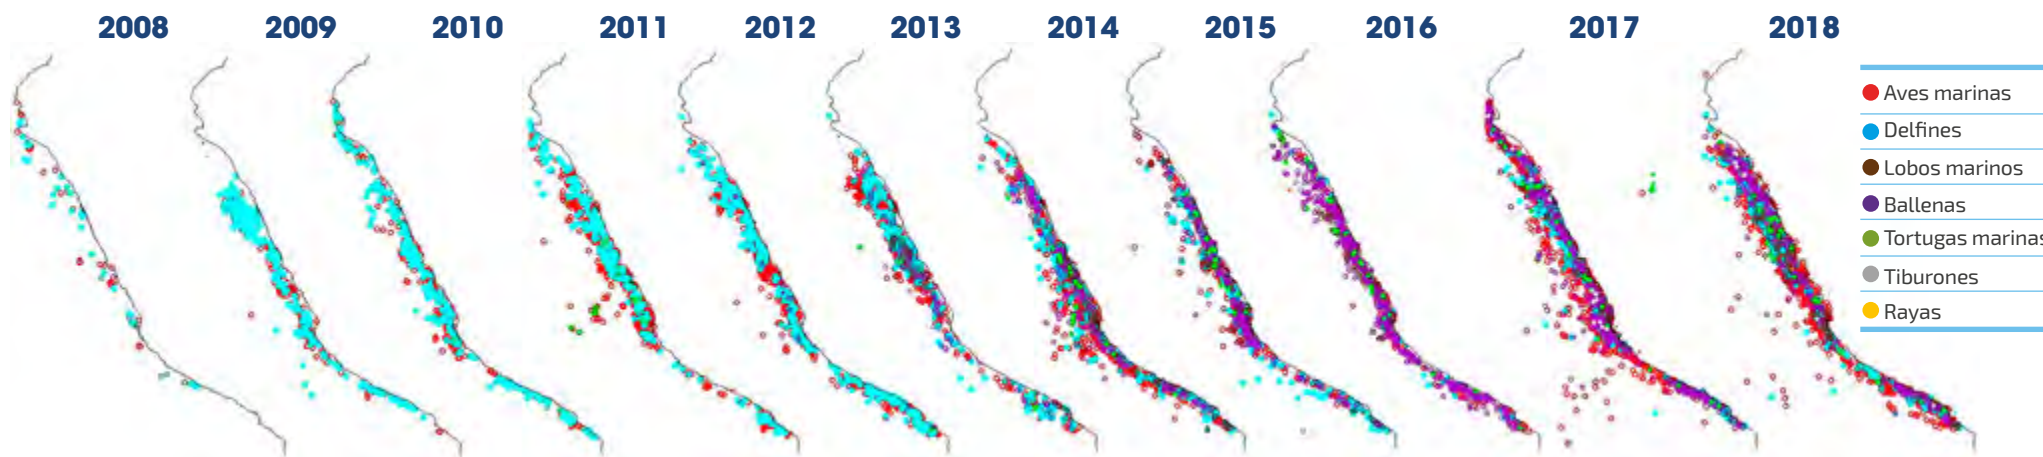 2008 2009 2010 2011 2012 2013 2014 2015 2016 2017 2018
Aves marinas
Delfines
Lobos marinos
Ballenas
Tortugas marinas
Tiburones
Rayas